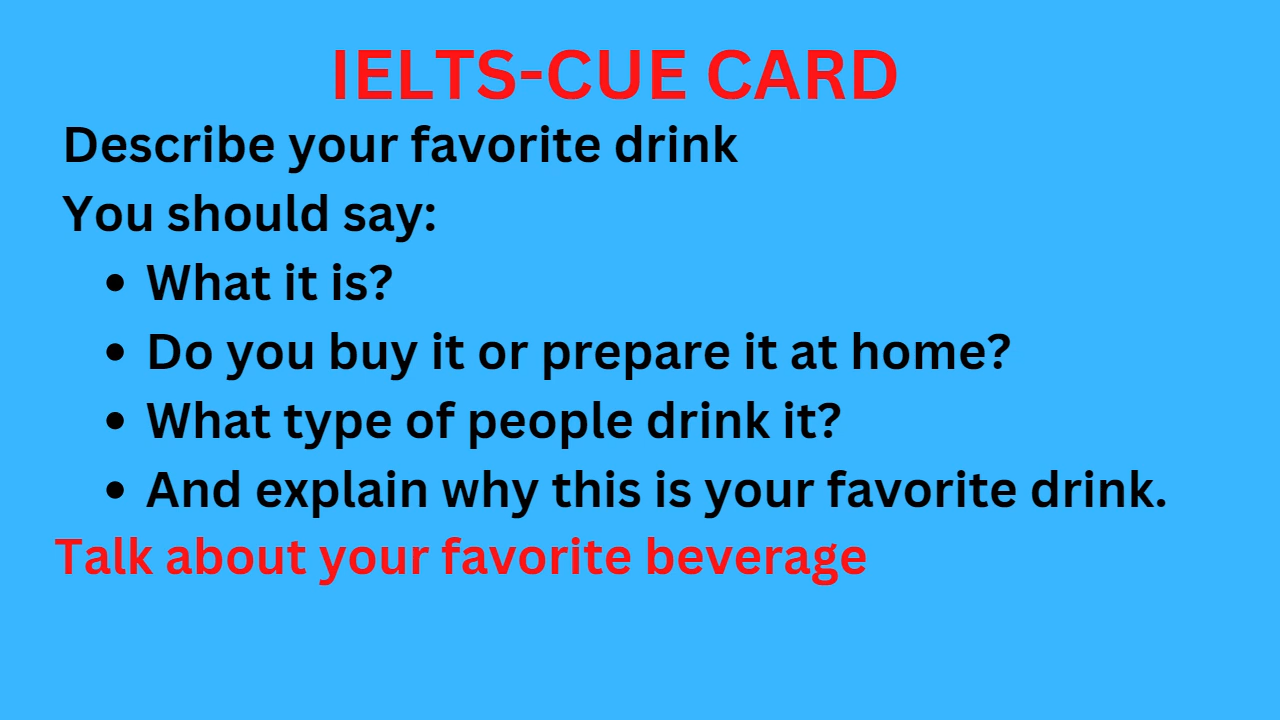 IELTS-CUE CARD
Describe your favorite drink
You should say:
• What it is?
• Do you buy it or prepare it at home?
• What type of people drink it?
• And explain why this is your favorite drink.
Talk about your favorite beverage